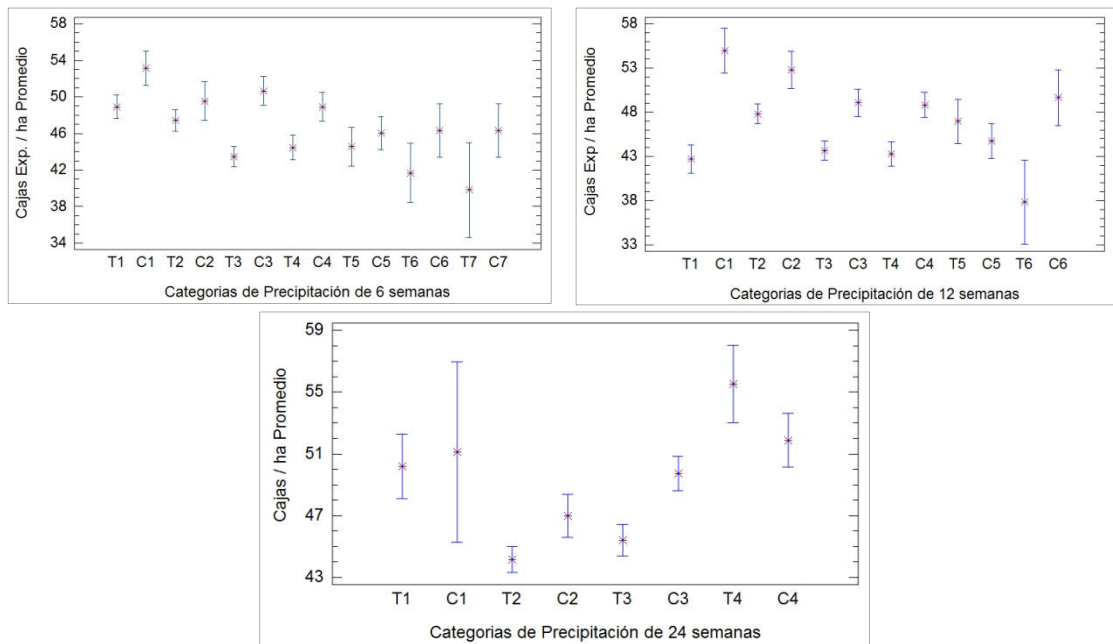 58
54
50
46
42
38
34
Cajas Exp. / ha Promedio
T1 C1 T2 C2 T3 C3 T4 C4 T5 C5 T6 C6 T7 C7
Categorias de Precipitación de 6 semanas
58
53
48
43
38
33
Cajas Exp / ha Promedio
T1 C1 T2 C2 T3 C3 T4 C4 T5 C5 T6 C6
Categorias de Precipitación de 12 semanas
59
55
51
47
43
Cajas / ha Promedio
T1 C1 T2 C2 T3 C3 T4 C4
Categorias de Precipitación de 24 semanas